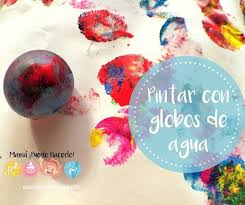 Pintar con
globos de
agua
Mamá ¡Puedo Hacerlo!